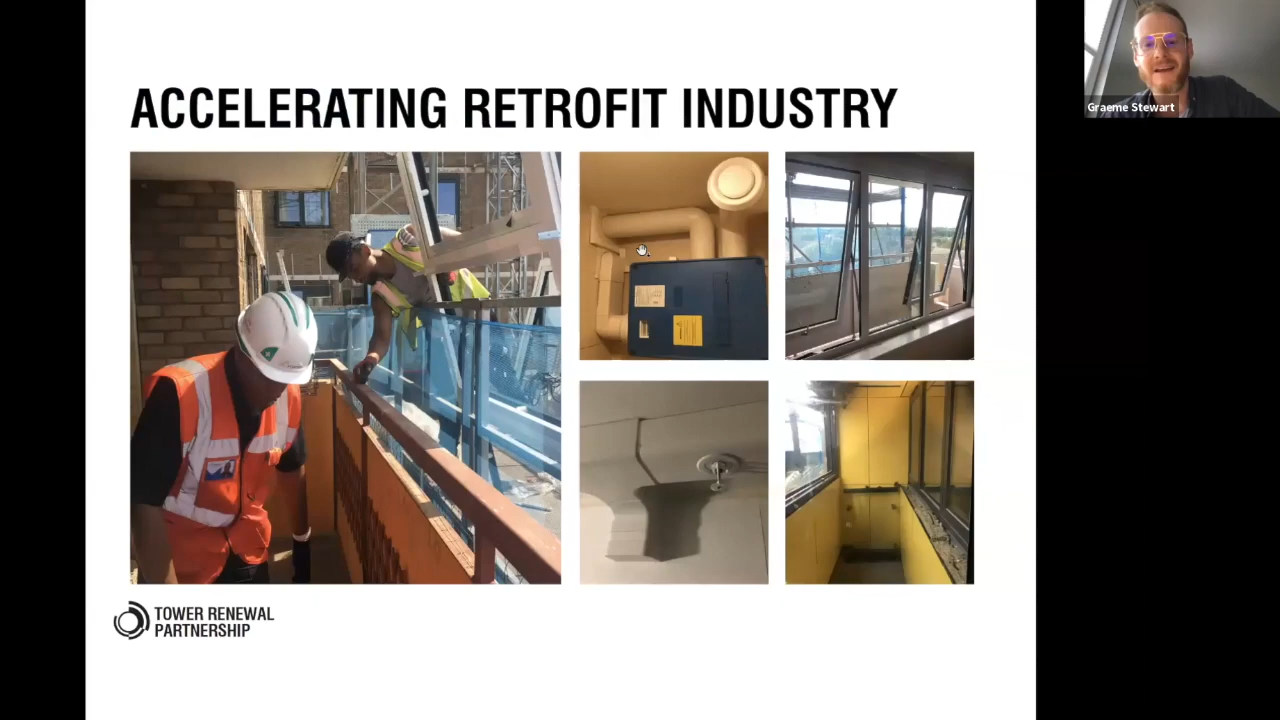 ACCELERATING RETROFIT INDUSTRY
Graeme Stewart
TOWER RENEWAL
PARTNERSHIP